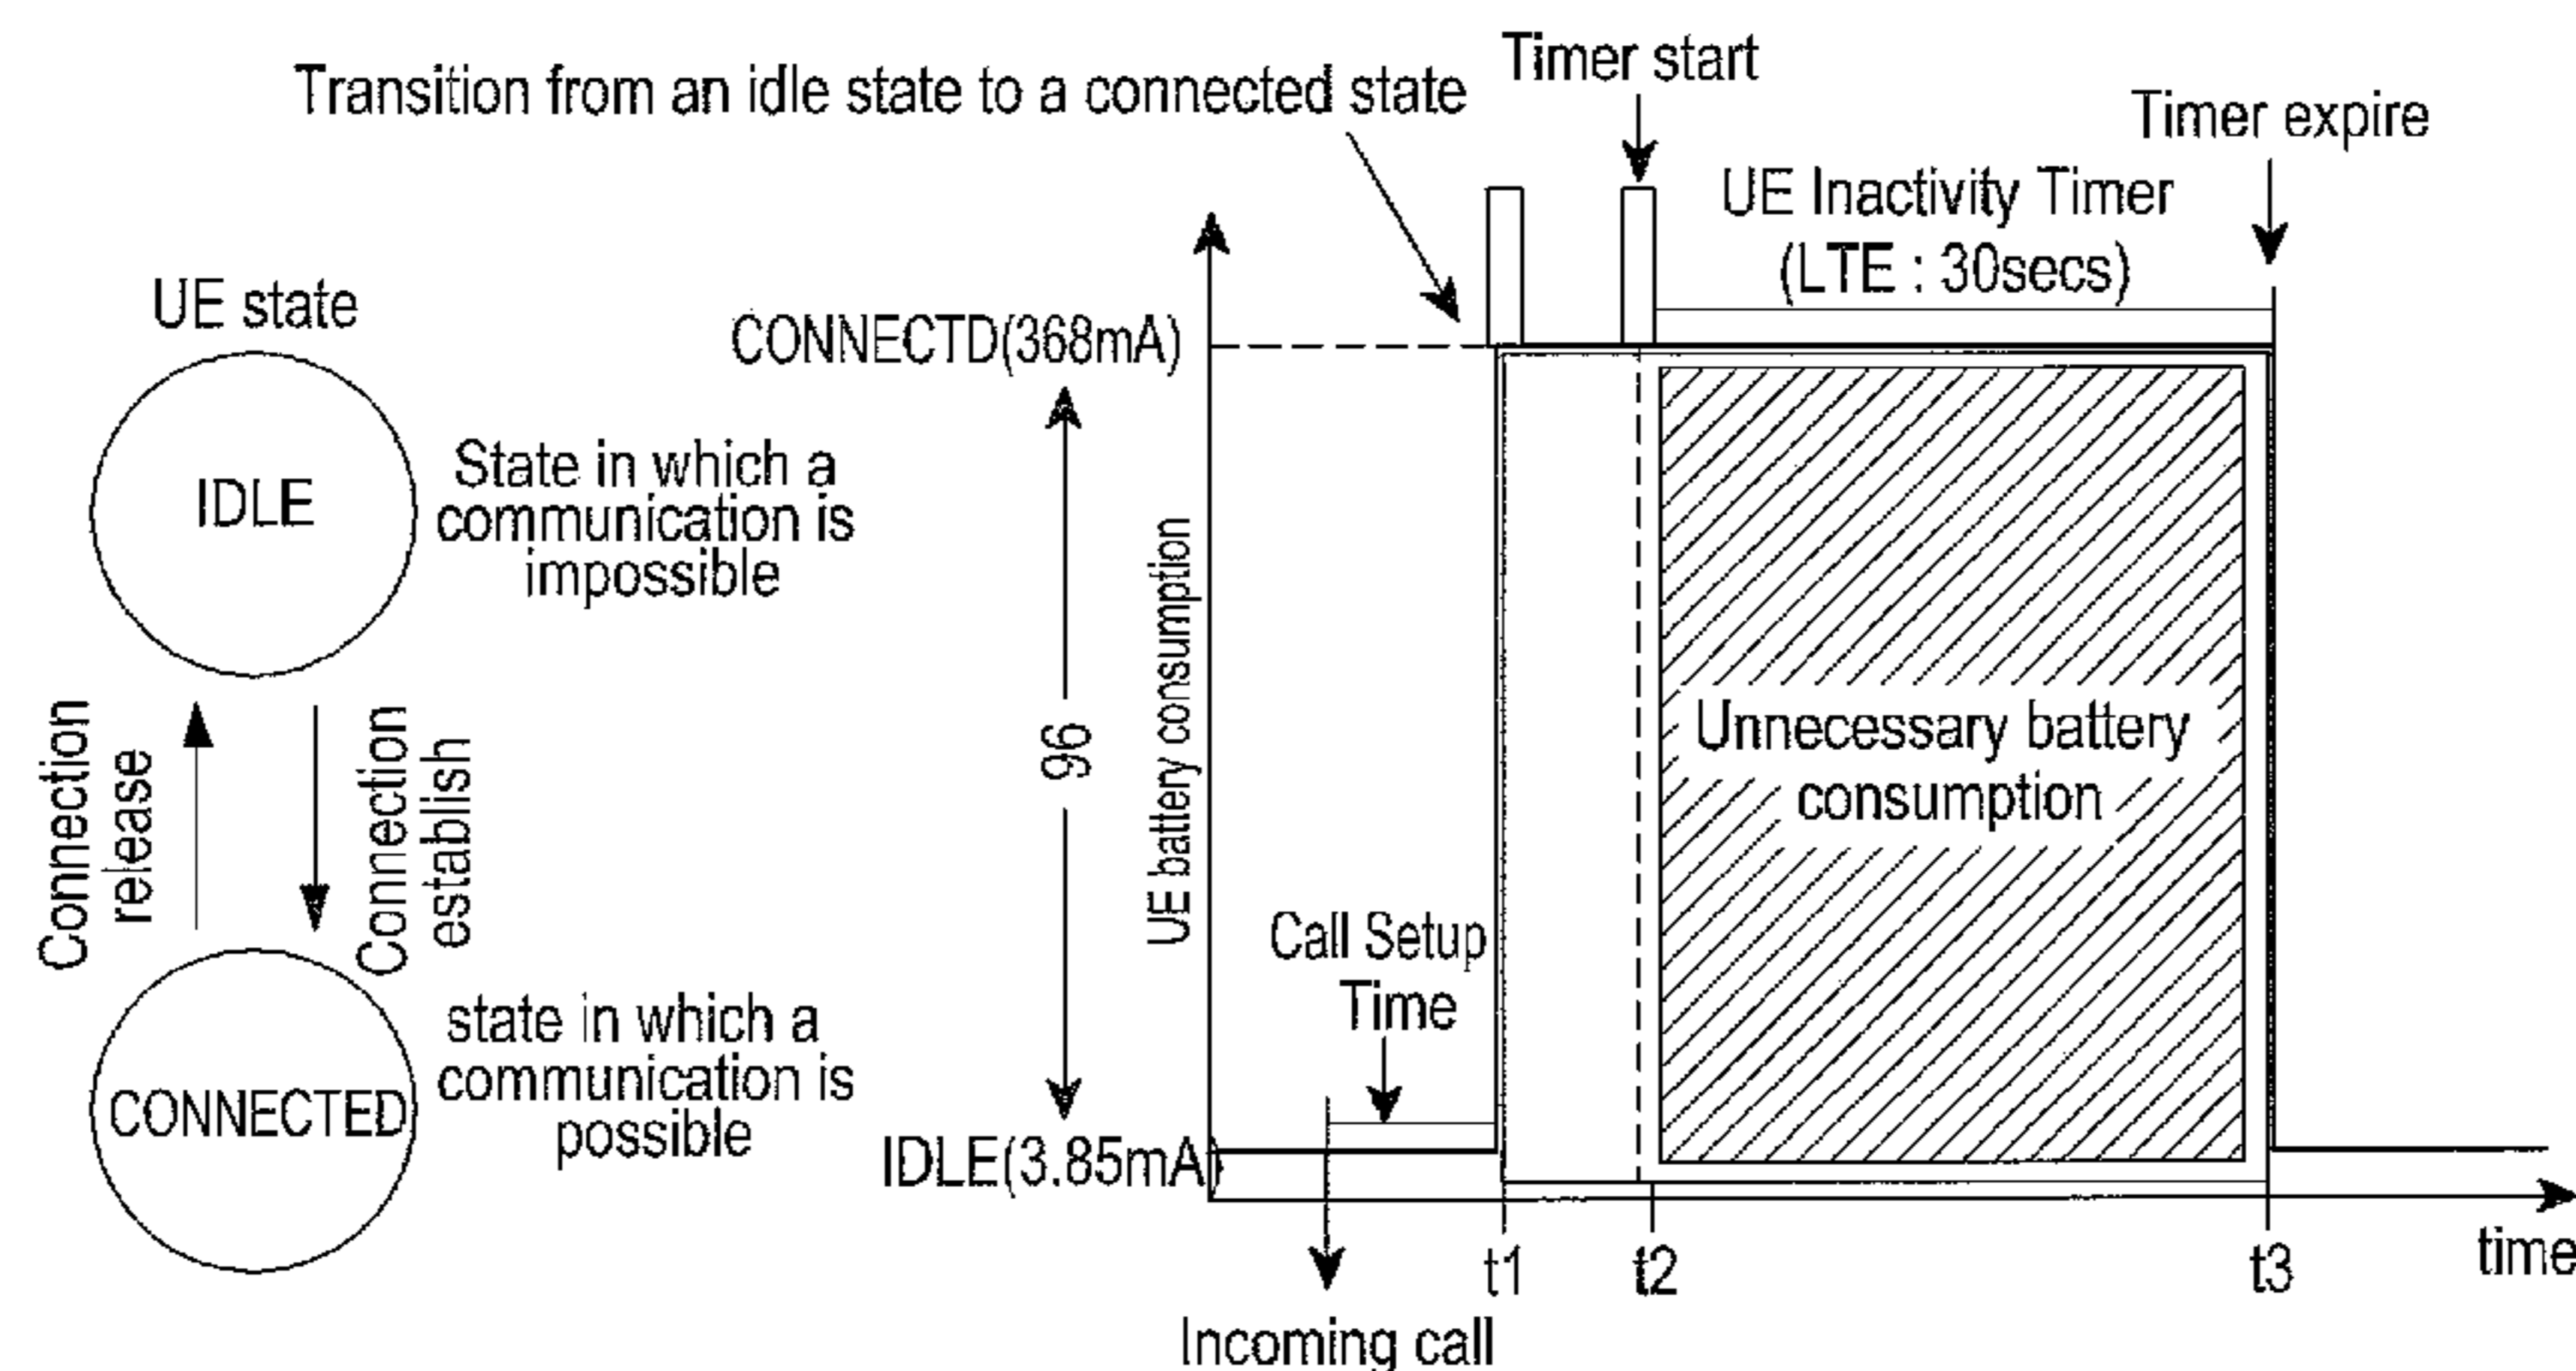 Transition from an idle state to a connected state
Timer start
Timer expire
UE Inactivity Timer
(LTE : 30secs)
UE state
CONNECTD(368mA)
IDLE
State in which a
communication is
impossible
Connection
release
Connection
establish
CONNECTED
state in which a
communication is
possible
96
UE battery consumption
Unnecessary battery
consumption
Call Setup
Time
IDLE(3.85mA)
t1
t2
t3
time
Incoming call